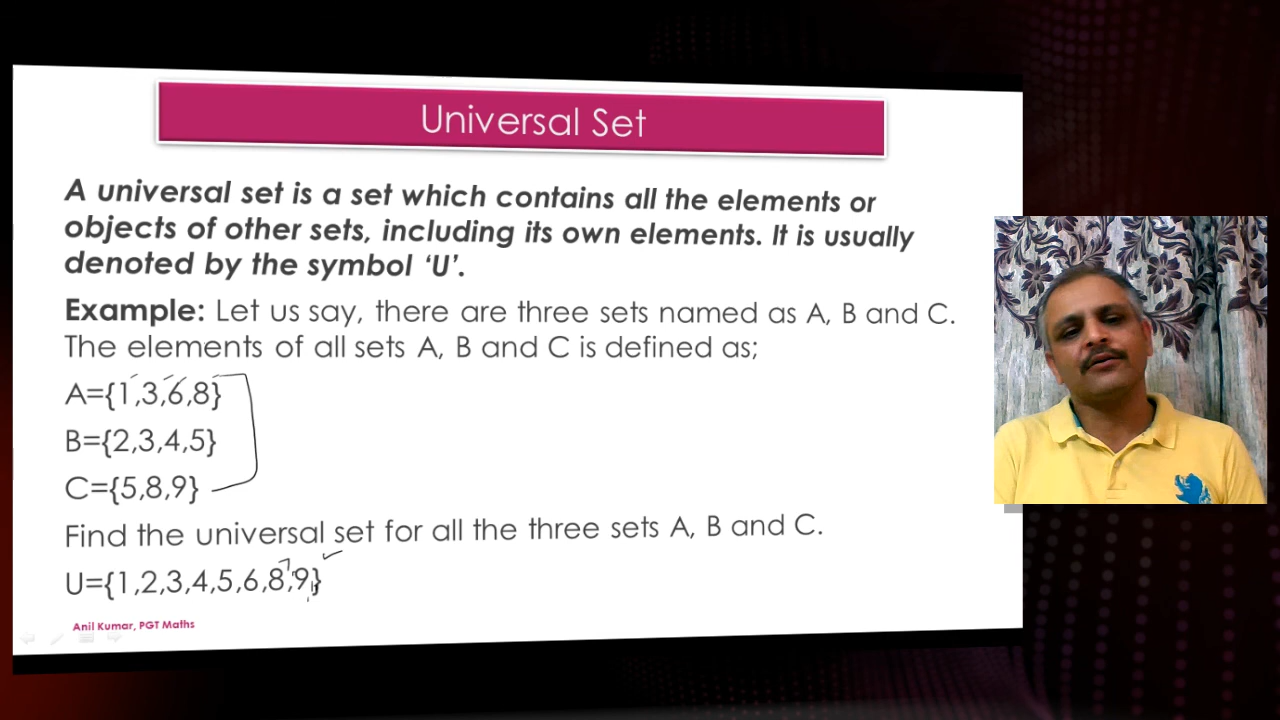 Universal Set
A universal set is a set which contains all the elements or
objects of other sets, including its own elements. It is usually
denoted by the symbol ‘U’.
Example: Let us say, there are three sets named as A, B and C.
The elements of all sets A, B and C is defined as;
A={1,3,6,8}
B={2,3,4,5}
C={5,8,9}
Find the universal set for all the three sets A, B and C.
7
U={1,2,3,4,5,6,8,9}
Anil Kumar, PGT Maths